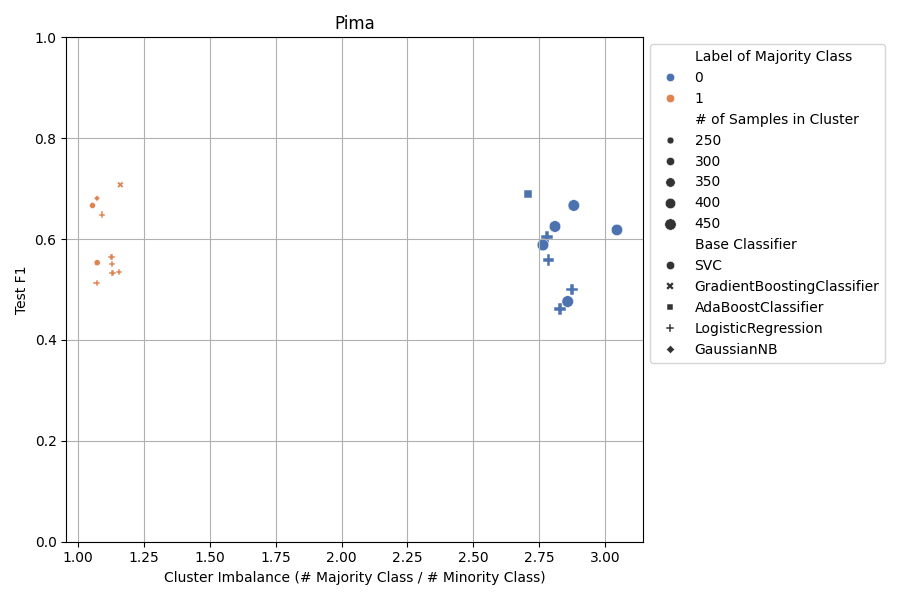 Pima
1.0
0.8
0.6
0.4
0.2
0.0
Test F1
1.00 1.25 1.50 1.75 2.00 2.25 2.50 2.75 3.00
Cluster Imbalance (# Majority Class / # Minority Class)
Label of Majority Class
0
1
# of Samples in Cluster
250
300
350
400
450
Base Classifier
SVC
GradientBoostingClassifier
AdaBoostClassifier
LogisticRegression
GaussianNB